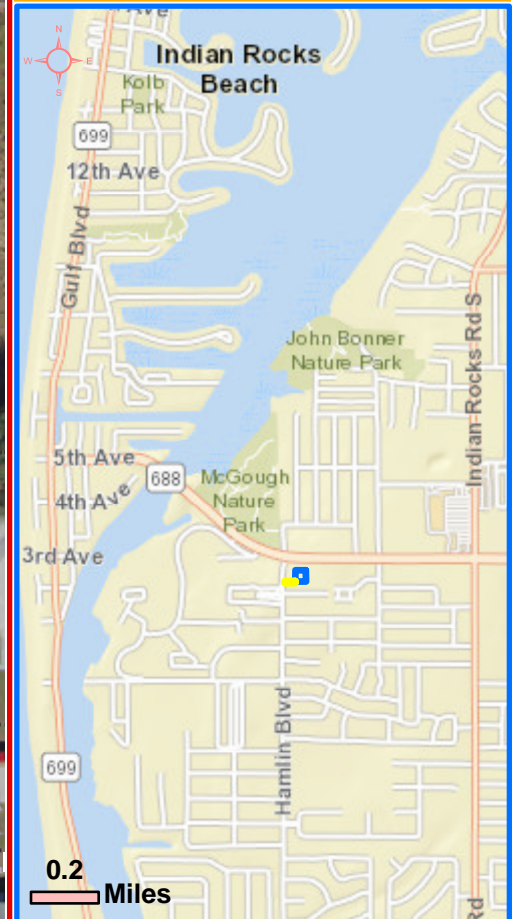 Ave
N
W E
S
Indian Rocks
Beach
Kolb
Park
699
12th Ave
Gulf Blvd
John Bonner
Nature Park
Indian Rocks Rd S
5th Ave
688
McGough
Nature
Park
4th Ave
3rd Ave
Hamlin Blvd
699
0.2
Miles
Rd